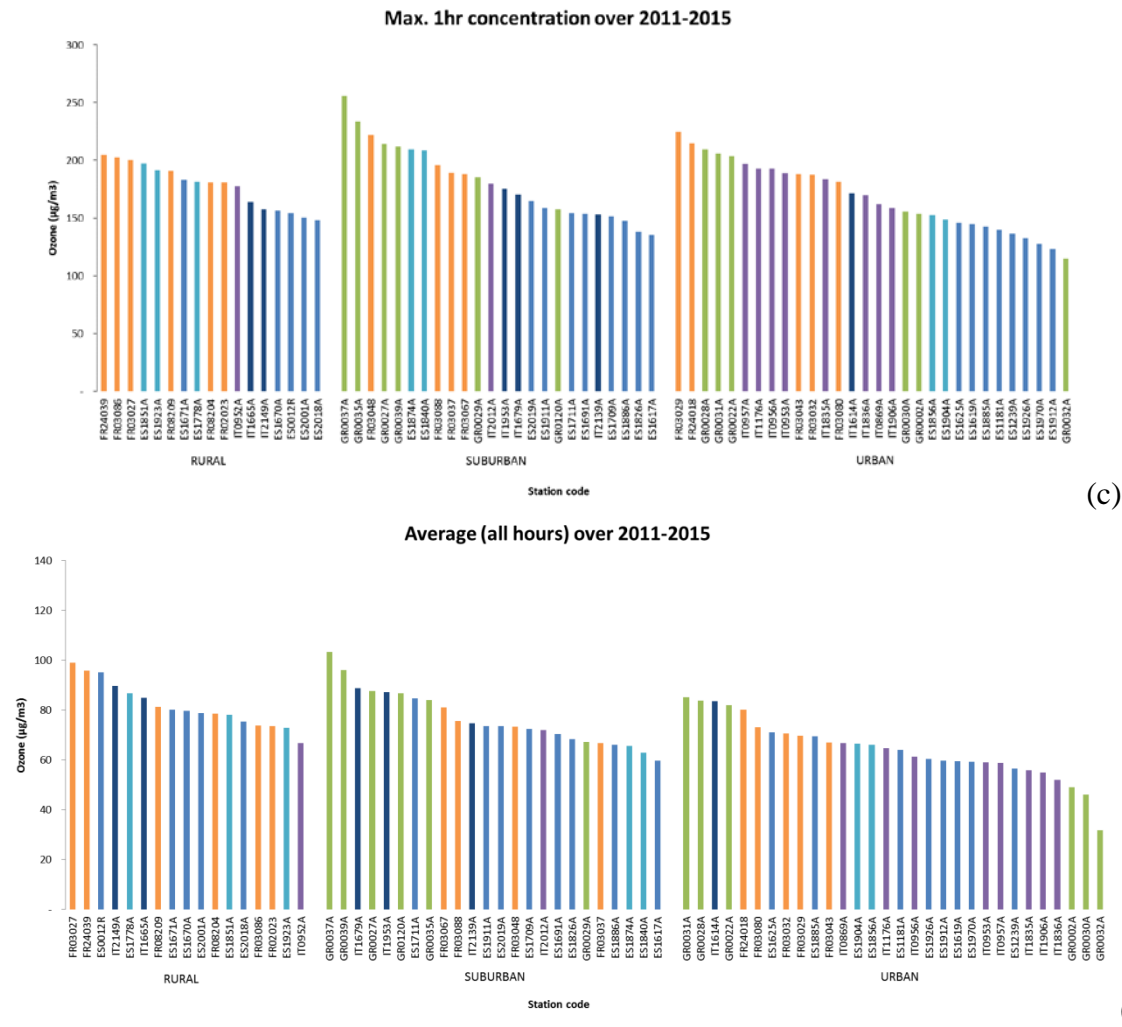 Max. 1hr concentration over 2011-2015
300
250
200
150
100
50
-
Ozone (µg/m3)
FR24039 FR03086 FR03027 ES1851A ES1923A FR08209 ES1671A ES1778A FR08204 FR02023 IT0952A IT1665A IT2149A ES1670A ES0012R ES2001A ES2018A
GR0037A GR0035A FR03048 GR0027A GR0039A ES1874A ES1840A FR03088 FR03037 FR03067 GR0029A IT2012A IT1953A IT1679A ES2019A ES1911A GR0120A ES1711A ES1691A IT2139A ES1709A ES1886A ES1826A ES1617A
FR03029 FR24018 GR0028A GR0031A GR0022A IT0957A IT1176A IT0956A IT0953A FR03043 FR03032 IT1835A FR03080 IT1614A IT1836A IT0869A IT1906A GR0030A GR0002A ES1856A ES1904A ES1625A ES1619A ES1885A ES1181A ES1239A ES1926A ES1970A ES1912A GR0032A
RURAL SUBURBAN URBAN
Station code
(c)
Average (all hours) over 2011-2015
140
120
100
80
60
40
20
-
Ozone (µg/m3)
FR03027 FR24039 ES0012R IT2149A ES1778A IT1665A FR08209 ES1671A ES1670A ES2001A FR08204 ES1851A ES2018A FR03086 FR02023 ES1923A IT0952A
GR0037A GR0039A IT1679A GR0027A IT1953A GR0120A ES1711A GR0035A FR03067 FR03088 IT2139A ES1911A ES2019A FR03048 ES1709A IT2012A ES1691A ES1826A GR0029A FR03037 ES1886A ES1874A ES1840A ES1617A
GR0031A GR0028A IT1614A GR0022A FR24018 FR03080 ES1625A FR03032 FR03029 ES1885A FR03043 IT0869A ES1904A ES1856A IT1176A ES1181A IT0956A ES1926A ES1912A ES1619A ES1970A IT0953A IT0957A ES1239A IT1835A IT1906A IT1836A GR0002A GR0030A GR0032A
RURAL SUBURBAN URBAN
Station code